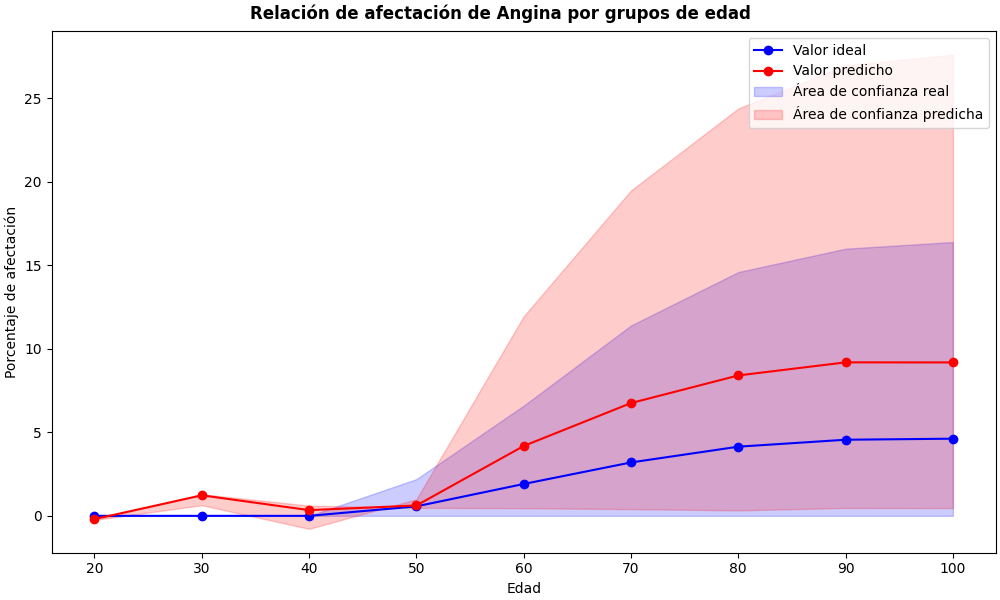 Relación de afectación de Angina por grupos de edad
Valor ideal
Valor predicho
Área de confianza real
Área de confianza predicha
Porcentaje de afectación
25
20
15
10
5
0
20 30 40 50 60 70 80 90 100
Edad